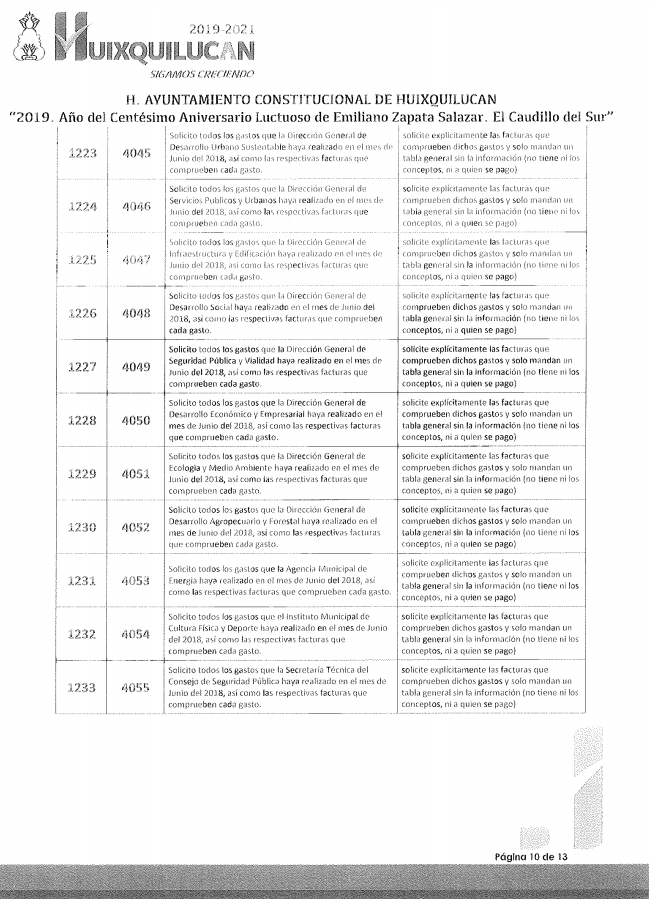 2019-2021
HUIXQUILUCAN
SIGAMOS CRECIENDO
H. AYUNTAMIENTO CONSTITUCIONAL DE HUIXQUILUCAN
"2019. Año del Centésimo Aniversario Luctuoso de Emiliano Zapata Salazar. El Caudillo del Sur"
1223
4045
Solicito todos los gastos que la Dirección General de
Desarrollo Urbano Sustentable haya realizado en el mes de
Junio del 2018, así como las respectivas facturas que
comprueben cada gasto.
solicite explícitamente las facturas que
comprueben dichos gastos y solo mandan un
tabla general sin la información (no tiene ni los
conceptos, ni a quien se pago)
1224
4046
Solicito todos los gastos que la Dirección General de
Servicios Publicos y Urbanos haya realizado en el mes de
Junio del 2018, así como las respectivas facturas que
comprueben cada gasto.
solicite explícitamente las facturas que
comprueben dichos gastos y solo mandan un
tabla general sin la información (no tiene ni los
conceptos, ni a quien se pago)
1225
4047
Solicito todos los gastos que la Dirección General de
Infraestructura y Edificación haya realizado en el mes de
Junio del 2018, así como las respectivas facturas que
comprueben cada gasto.
solicite explícitamente las facturas que
comprueben dichos gastos y solo mandan un
tabla general sin la información (no tiene ni los
conceptos, ni a quien se pago)
1226
4048
Solicito todos los gastos que la Dirección General de
Desarrollo Social haya realizado en el mes de Junio del
2018, así como las respectivas facturas que comprueben
cada gasto.
solicite explícitamente las facturas que
comprueben dichos gastos y solo mandan un
tabla general sin la información (no tiene ni los
conceptos, ni a quien se pago)
1227
4049
Solicito todos los gastos que la Dirección General de
Seguridad Pública y Vialidad haya realizado en el mes de
Junio del 2018, así como las respectivas facturas que
comprueben cada gasto.
solicite explícitamente las facturas que
comprueben dichos gastos y solo mandan un
tabla general sin la información (no tiene ni los
conceptos, ni a quien se pago)
1228
4050
Solicito todos los gastos que la Dirección General de
Desarrollo Económico y Empresarial haya realizado en el
mes de Junio del 2018, así como las respectivas facturas
que comprueben cada gasto.
solicite explícitamente las facturas que
comprueben dichos gastos y solo mandan un
tabla general sin la información (no tiene ni los
conceptos, ni a quien se pago)
1229
4051
Solicito todos los gastos que la Dirección General de
Ecología y Medio Ambiente haya realizado en el mes de
Junio del 2018, así como las respectivas facturas que
comprueben cada gasto.
solicite explícitamente las facturas que
comprueben dichos gastos y solo mandan un
tabla general sin la información (no tiene ni los
conceptos, ni a quien se pago)
1230
4052
Solicito todos los gastos que la Dirección General de
Desarrollo Agropecuario y Forestal haya realizado en el
mes de Junio del 2018, así como las respectivas facturas
que comprueben cada gasto.
solicite explícitamente las facturas que
comprueben dichos gastos y solo mandan un
tabla general sin la información (no tiene ni los
conceptos, ni a quien se pago)
1231
4053
Solicito todos los gastos que la Agencia Municipal de
Energia haya realizado en el mes de Junio del 2018, así
como las respectivas facturas que comprueben cada gasto.
solicite explícitamente las facturas que
comprueben dichos gastos y solo mandan un
tabla general sin la información (no tiene ni los
conceptos, ni a quien se pago)
1232
4054
Solicito todos los gastos que el Instituto Municipal de
Cultura Física y Deporte haya realizado en el mes de Junio
del 2018, así como las respectivas facturas que
comprueben cada gasto.
solicite explícitamente las facturas que
comprueben dichos gastos y solo mandan un
tabla general sin la información (no tiene ni los
conceptos, ni a quien se pago)
1233
4055
Solicito todos los gastos que la Secretaría Técnica del
Consejo de Seguridad Pública haya realizado en el mes de
Junio del 2018, así como las respectivas facturas que
comprueben cada gasto.
solicite explícitamente las facturas que
comprueben dichos gastos y solo mandan un
tabla general sin la información (no tiene ni los
conceptos, ni a quien se pago)
Página 10 de 13